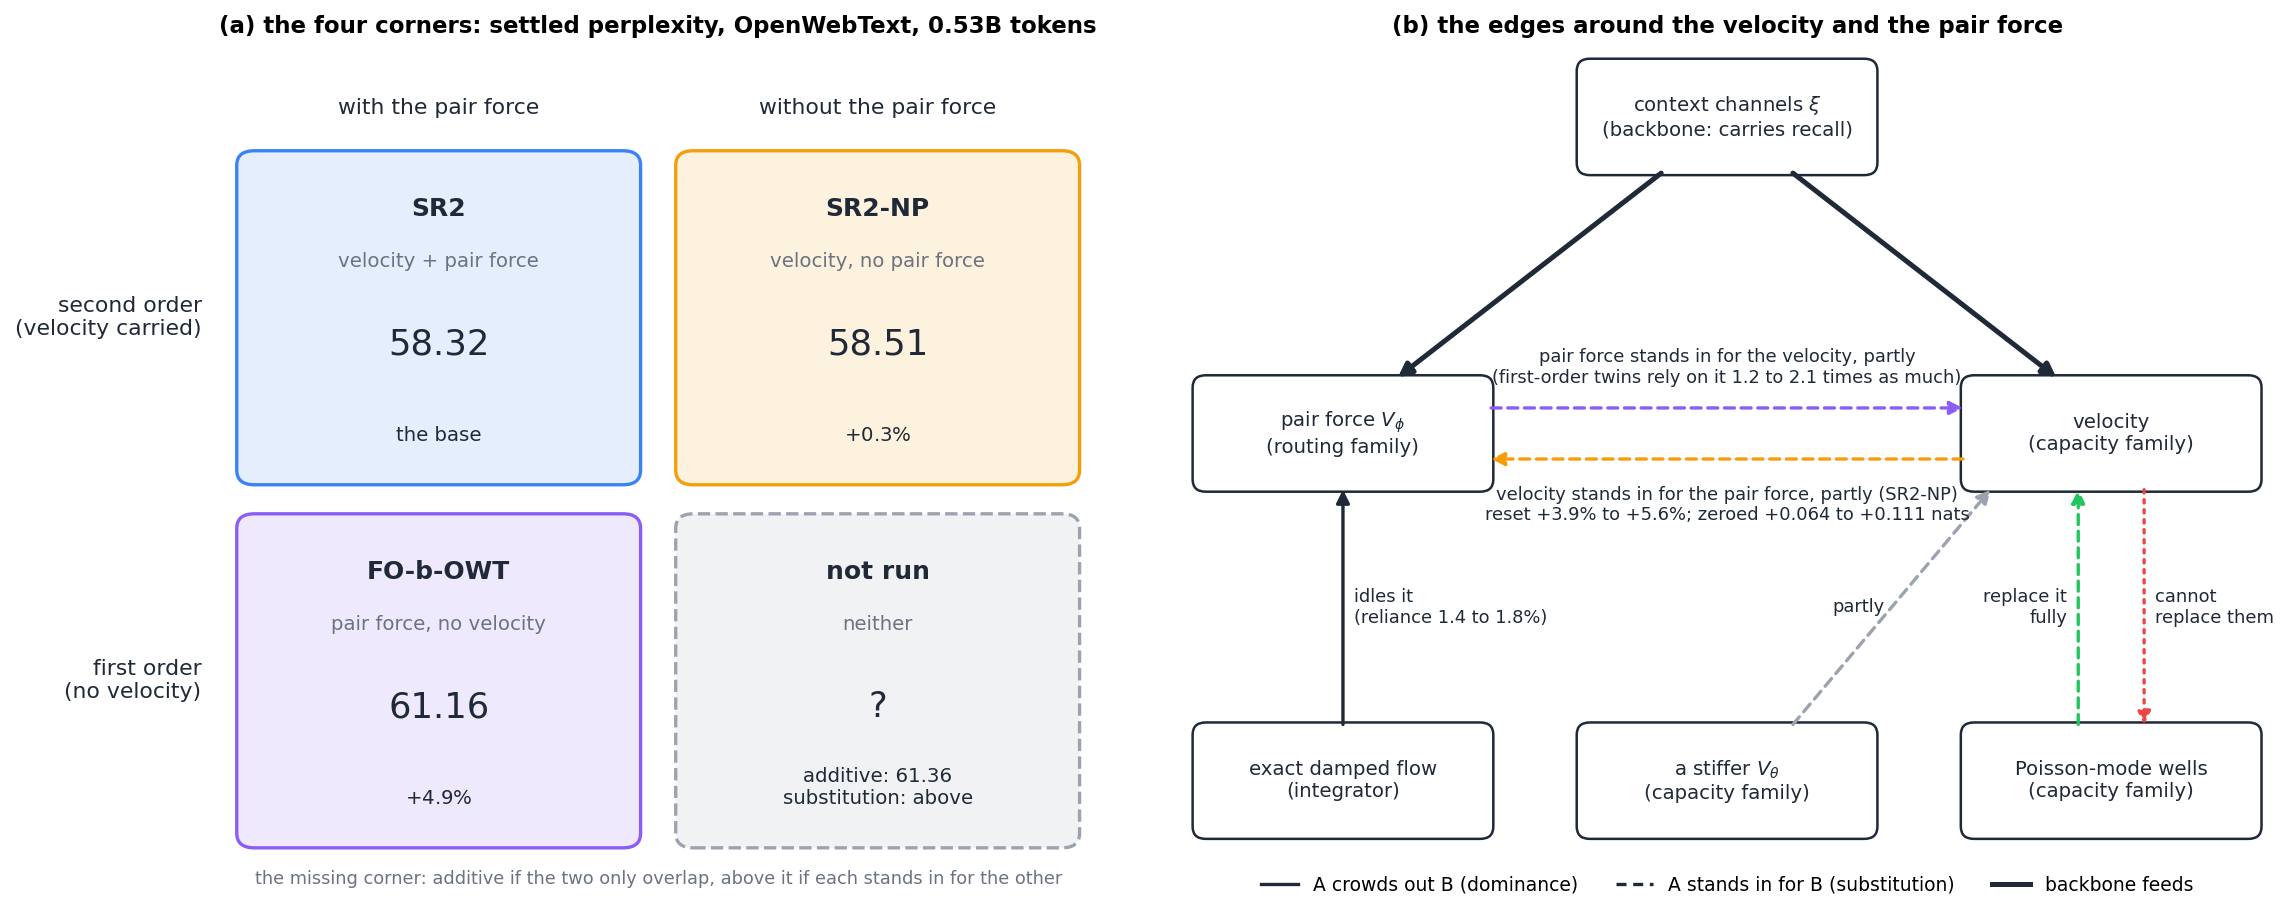 (a) the four corners: settled perplexity, OpenWebText, 0.53B tokens
with the pair force
without the pair force
second order
(velocity carried)
SR2
velocity + pair force
58.32
the base
SR2-NP
velocity, no pair force
58.51
+0.3%
first order
(no velocity)
FO-b-OWT
pair force, no velocity
61.16
+4.9%
not run
neither
?
additive: 61.36
substitution: above
the missing corner: additive if the two only overlap, above it if each stands in for the other
(b) the edges around the velocity and the pair force
context channels ξ
(backbone: carries recall)
pair force stands in for the velocity, partly
(first-order twins rely on it 1.2 to 2.1 times as much)
pair force Vϕ
(routing family)
velocity
(capacity family)
velocity stands in for the pair force, partly (SR2-NP)
reset +3.9% to +5.6%; zeroed +0.064 to +0.111 nats
idles it
(reliance 1.4 to 1.8%)
partly
replace it
fully
cannot
replace them
exact damped flow
(integrator)
a stiffer Vθ
(capacity family)
Poisson-mode wells
(capacity family)
A crowds out B (dominance)
A stands in for B (substitution)
backbone feeds